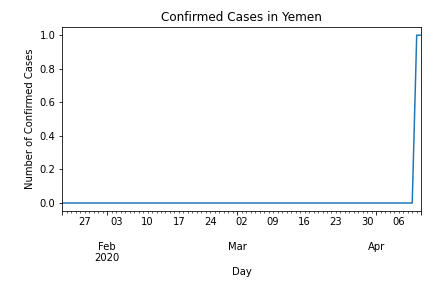 Confirmed Cases in Yemen
1.0
0.8
0.6
0.4
0.2
0.0
Number of Confirmed Cases
27 03 10 17 24 02 09 16 23 30 06
Feb Mar Apr
2020
Day